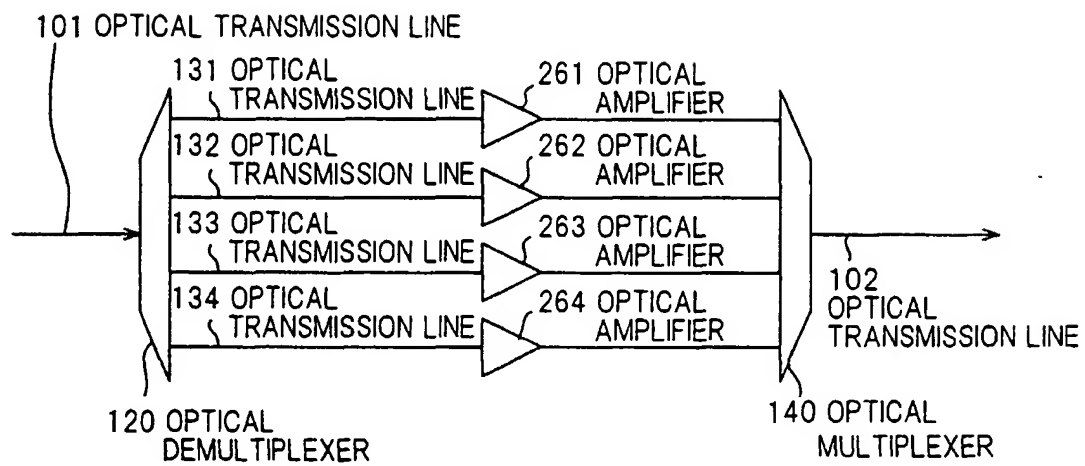 101 OPTICAL TRANSMISSION LINE
131 OPTICAL
TRANSMISSION LINE
261 OPTICAL
AMPLIFIER
132 OPTICAL
TRANSMISSION LINE
262 OPTICAL
AMPLIFIER
133 OPTICAL
TRANSMISSION LINE
263 OPTICAL
AMPLIFIER
134 OPTICAL
TRANSMISSION LINE
264 OPTICAL
AMPLIFIER
102
OPTICAL
TRANSMISSION LINE
120 OPTICAL
DEMULTIPLEXER
140 OPTICAL
MULTIPLEXER